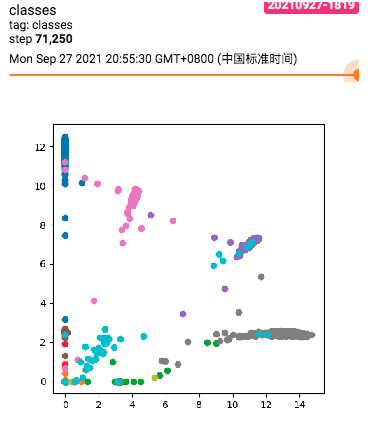 classes
20210927-1819
tag: classes
step 71,250
Mon Sep 27 2021 20:55:30 GMT+0800 (中国标准时间)
12
10
8
6
4
2
0
0 2 4 6 8 10 12 14